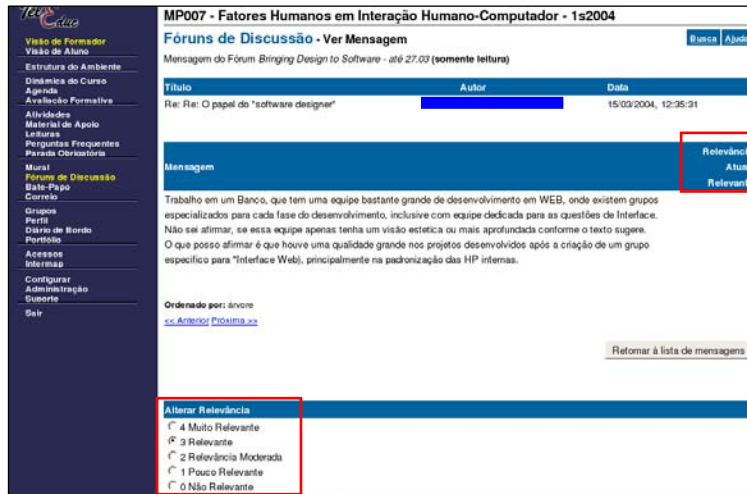 Tel
Educ
Visão de Formador
Visão de Aluno
Estrutura do Ambiente
Dinâmica do Curso
Agenda
Avaliação Formativa
Atividades
Material de Apoio
Leituras
Perguntas Frequentes
Parada Obrigatória
Mural
Fóruns de Discussão
Bate-Papo
Correio
Grupos
Perfil
Diário de Bordo
Portfólio
Acessos
Intermap
Configurar
Administração
Suporte
Sair
MP007 - Fatores Humanos em Interação Humano-Computador - 1s2004
Fóruns de Discussão - Ver Mensagem
Busca Ajuda
Mensagem do Fórum Bringing Design to Software - até 27.03 (somente leitura)
Título Autor Data
Re: Re: O papel do "software designer" 15/03/2004, 12:35:31
Mensagem
Relevânci
Atua
Relevant
Trabalho em um Banco, que tem uma equipe bastante grande de desenvolvimento em WEB, onde existem grupos
especializados para cada fase do desenvolvimento, inclusive com equipe dedicada para as questões de Interface.
Não sei afirmar, se essa equipe apenas tenha um visão estetica ou mais aprofundada conforme o texto sugere.
O que posso afirmar é que houve uma qualidade grande nos projetos desenvolvidos após a criação de um grupo
especifico para "Interface Web), principalmente na padronização das HP internas.
Ordenado por: árvore
<< Anterior Próxima >>
Retornar à lista de mensagens
Alterar Relevância
4 Muito Relevante
3 Relevante
2 Relevância Moderada
1 Pouco Relevante
0 Não Relevante